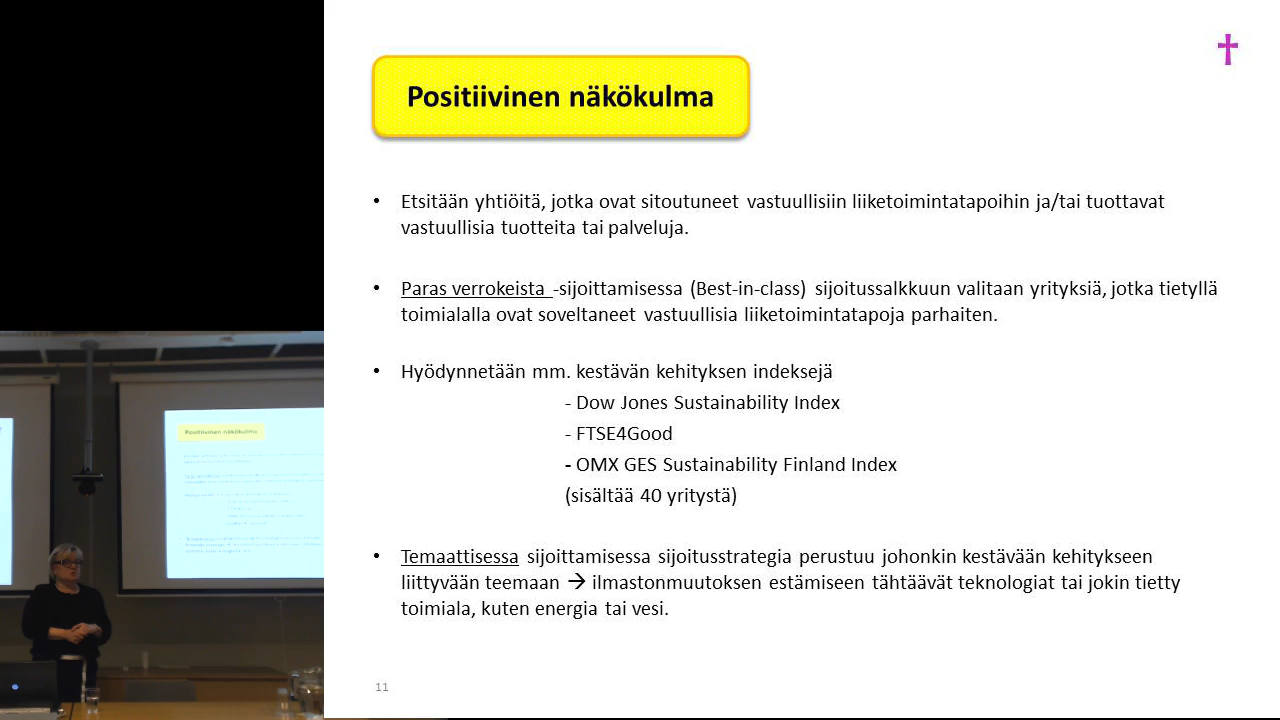 Positiivinen näkökulma
• Etsitään yhtiöitä, jotka ovat sitoutuneet vastuullisiin liiketoimintatapoihin ja/tai tuottavat
vastuullisia tuotteita tai palveluja.
• Paras verrokeista -sijoittamisessa (Best-in-class) sijoitussalkkuun valitaan yrityksiä, jotka tietyllä
toimialalla ovat soveltaneet vastuullisia liiketoimintatapoja parhaiten.
• Hyödynnetään mm. kestävän kehityksen indeksejä
- Dow Jones Sustainability Index
- FTSE4Good
- OMX GES Sustainability Finland Index
(sisältää 40 yritystä)
• Temaattisessa sijoittamisessa sijoitusstrategia perustuu johonkin kestävään kehitykseen
liittyvään teemaan → ilmastonmuutoksen estämiseen tähtäävät teknologiat tai jokin tietty
toimiala, kuten energia tai vesi.
11
Positiivinen näkökulma